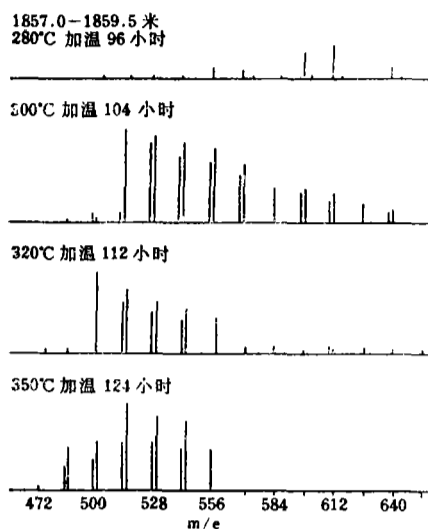 1857.0－1859.5 米
280℃ 加温 96 小时
300℃ 加温 104 小时
320℃ 加温 112 小时
350℃ 加温 124 小时
472 500 528 556 584 612 640
m/e